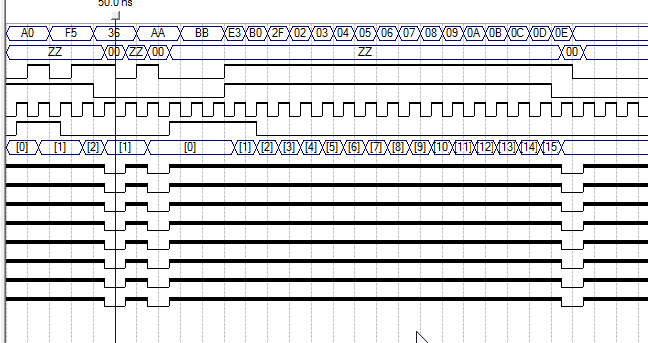 50.0 ns
A0 F5 36 AA BB E3 B0 2F 02 03 04 05 06 07 08 09 0A 0B 0C 0D 0E
ZZ 00 ZZ 00 ZZ 00
[0] [1] [2] [1] [0] [1] [2] [3] [4] [5] [6] [7] [8] [9] [10 [11] [12] [13] [14] [15